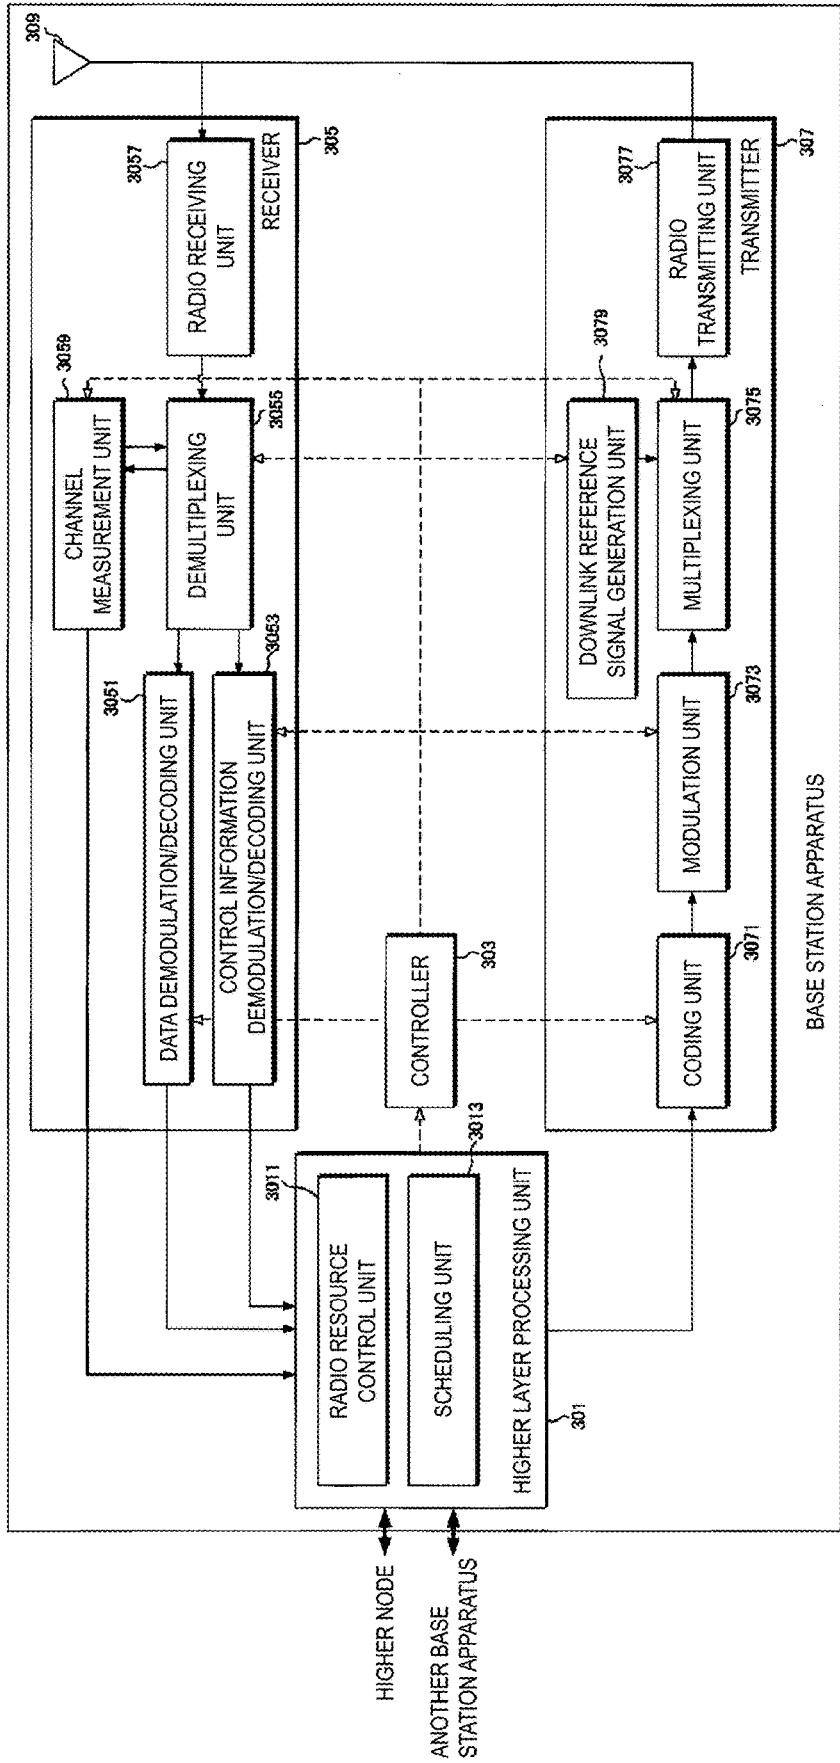 309
3057
RADIO RECEIVING
UNIT
RECEIVER
305
3059
CHANNEL
MEASUREMENT UNIT
3055
DEMULTIPLEXING
UNIT
3051
DATA DEMODULATION/DECODING UNIT
3053
CONTROL INFORMATION
DEMODULATION/DECODING UNIT
303
CONTROLLER
3011
RADIO RESOURCE
CONTROL UNIT
3013
SCHEDULING UNIT
HIGHER LAYER PROCESSING UNIT
301
HIGHER NODE
ANOTHER BASE
STATION APPARATUS
3077
RADIO
TRANSMITTING UNIT
TRANSMITTER
307
3079
DOWNLINK REFERENCE
SIGNAL GENERATION UNIT
3075
MULTIPLEXING UNIT
3073
MODULATION UNIT
3071
CODING UNIT
BASE STATION APPARATUS